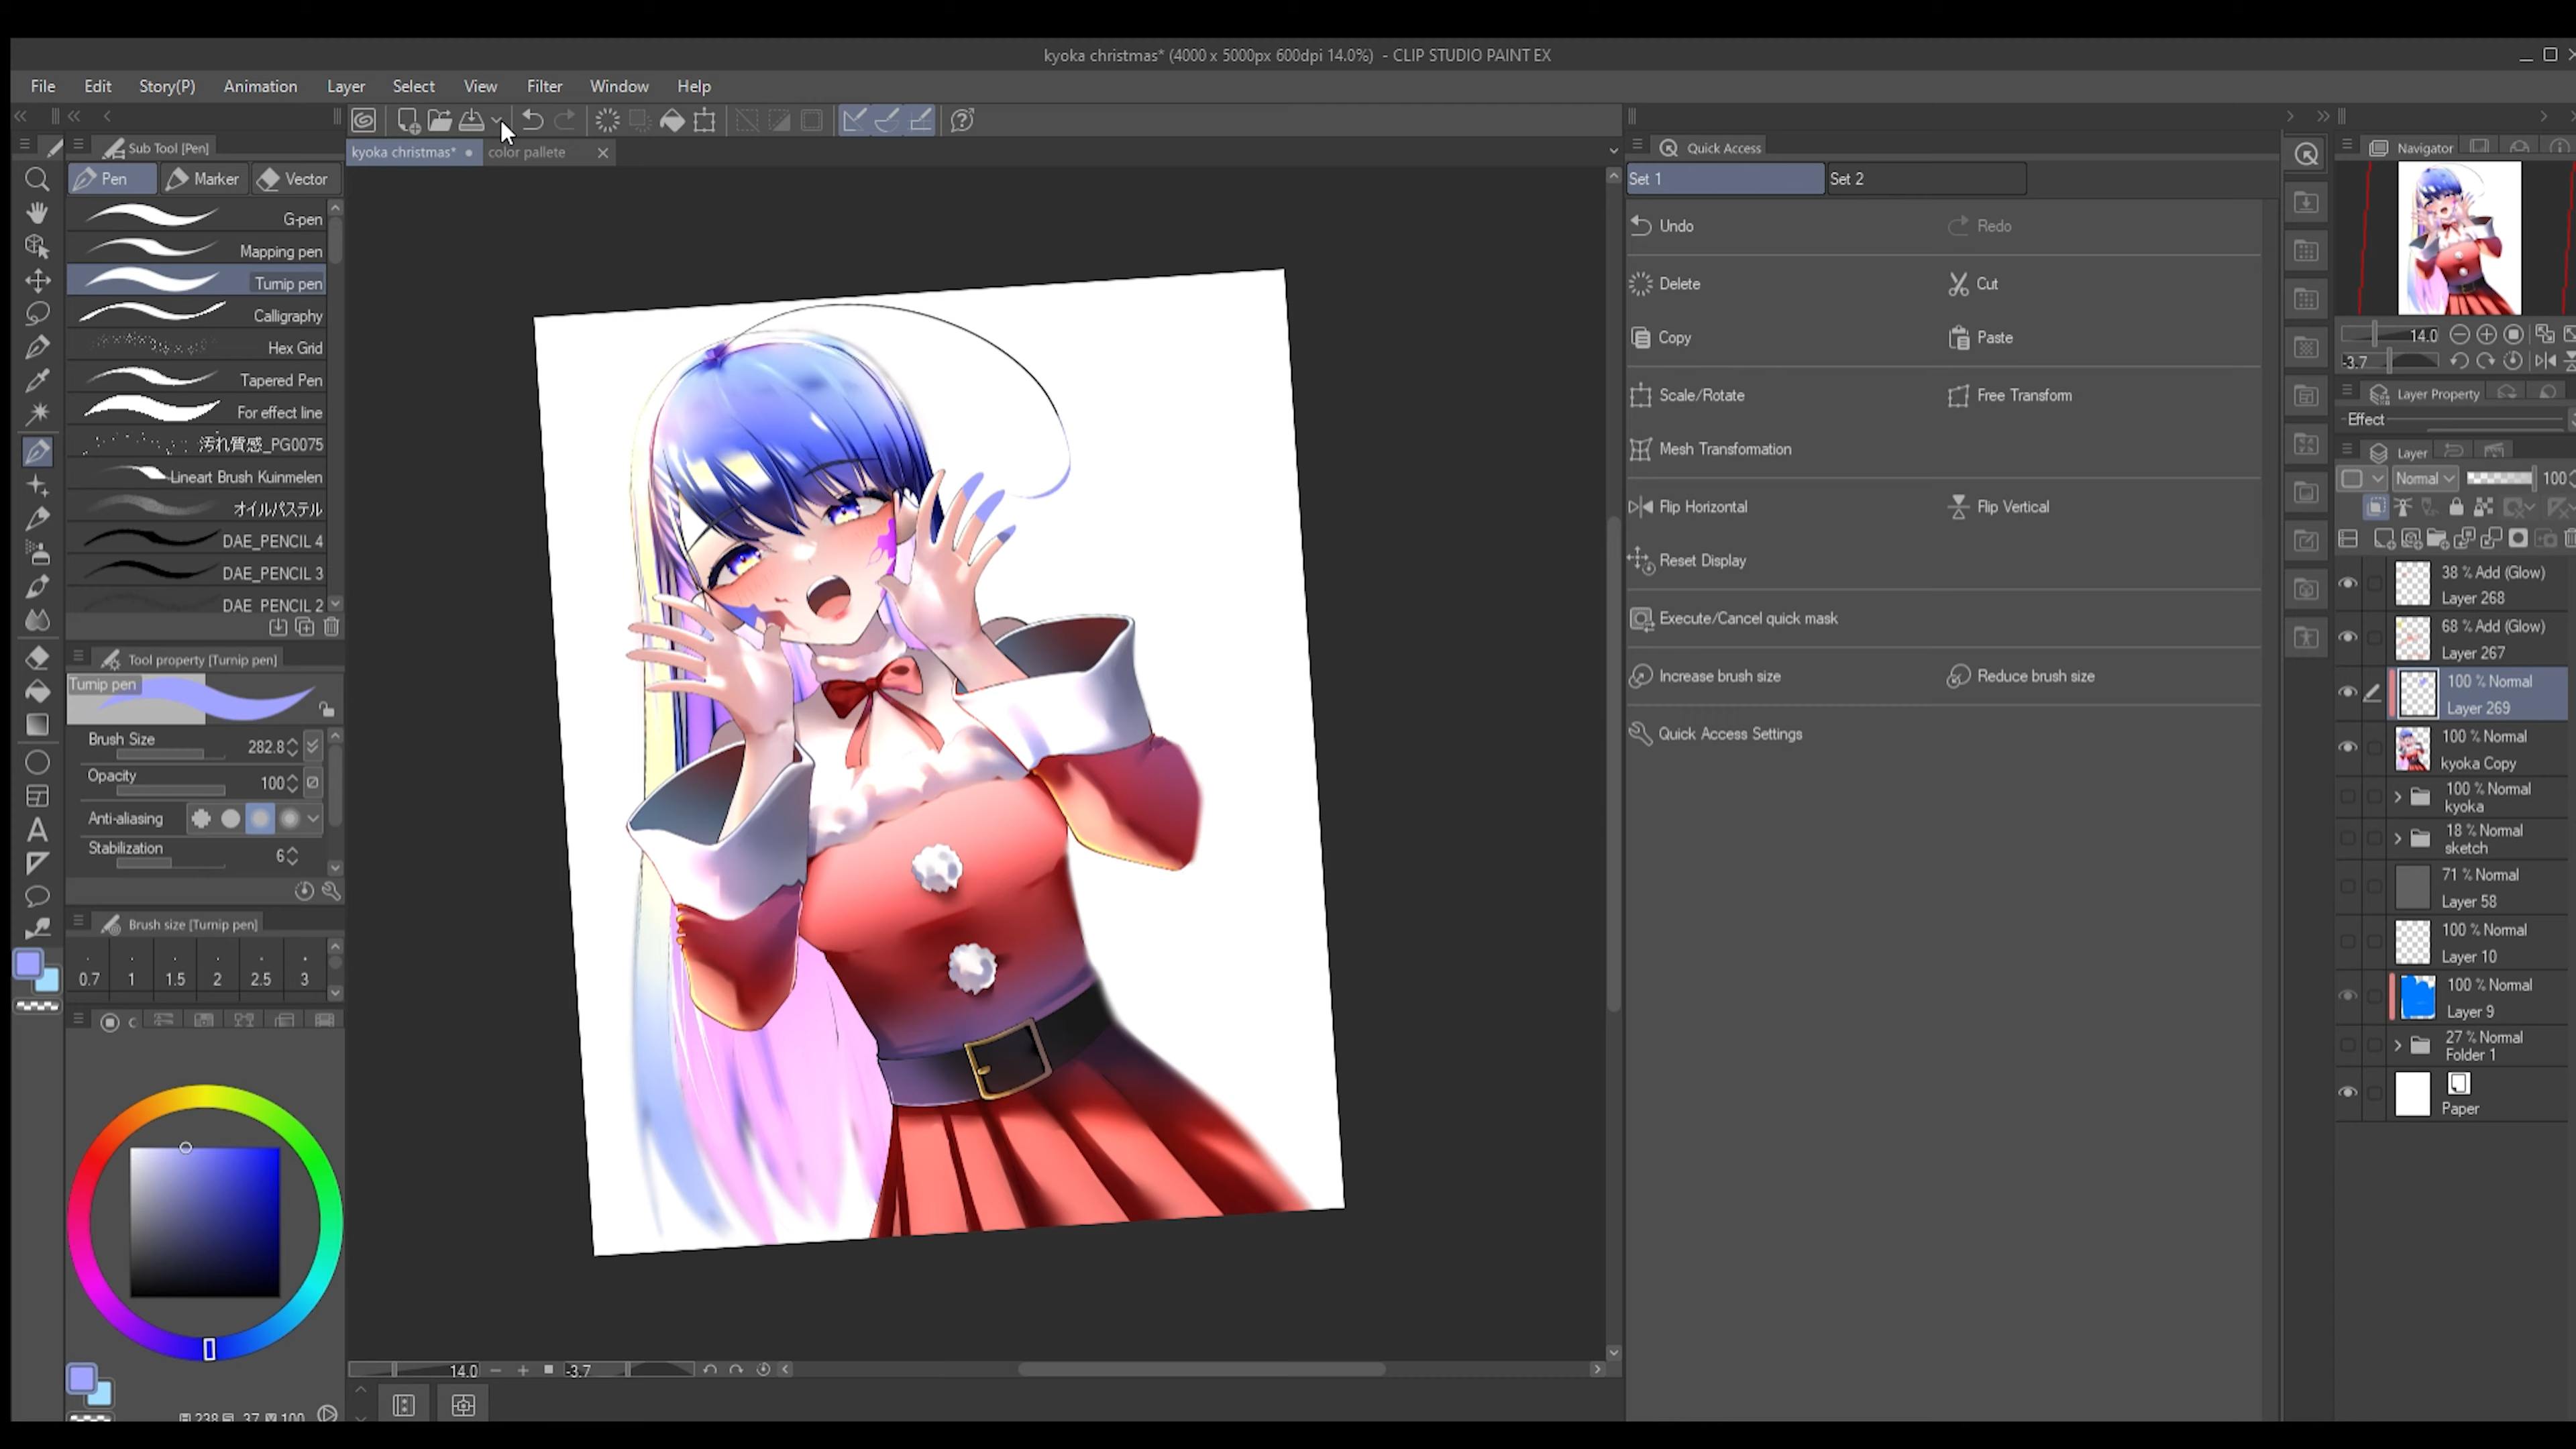 kyoka christmas* (4000 x 5000px 600dpi 14.0%) - CLIP STUDIO PAINT EX
File Edit Story(P) Animation Layer Select View Filter Window Help
Sub Tool [Pen]
kyoka christmas* color pallete
Pen Marker Vector
G-pen
Mapping pen
Turnip pen
Calligraphy
Hex Grid
Tapered Pen
For effect line
汚れ質感_PG0075
Lineart Brush Kuinmelen
オイルパステル
DAE_PENCIL 4
DAE_PENCIL 3
DAE_PENCIL 2
Tool property [Turnip pen]
Turnip pen
Brush Size 282.8
Opacity 100
Anti-aliasing
Stabilization 6
Brush size [Turnip pen]
0.7 1 1.5 2 2.5 3
238 37 100
14.0 -3.7
Quick Access
Set 1 Set 2
Undo Redo
Delete Cut
Copy Paste
Scale/Rotate Free Transform
Mesh Transformation
Flip Horizontal Flip Vertical
Reset Display
Execute/Cancel quick mask
Increase brush size Reduce brush size
Quick Access Settings
Navigator
14.0
-3.7
Layer Property
Effect
Layer
Normal 100
38 % Add (Glow)
Layer 268
68 % Add (Glow)
Layer 267
100 % Normal
Layer 269
100 % Normal
kyoka Copy
100 % Normal
kyoka
18 % Normal
sketch
71 % Normal
Layer 58
100 % Normal
Layer 10
100 % Normal
Layer 9
27 % Normal
Folder 1
Paper